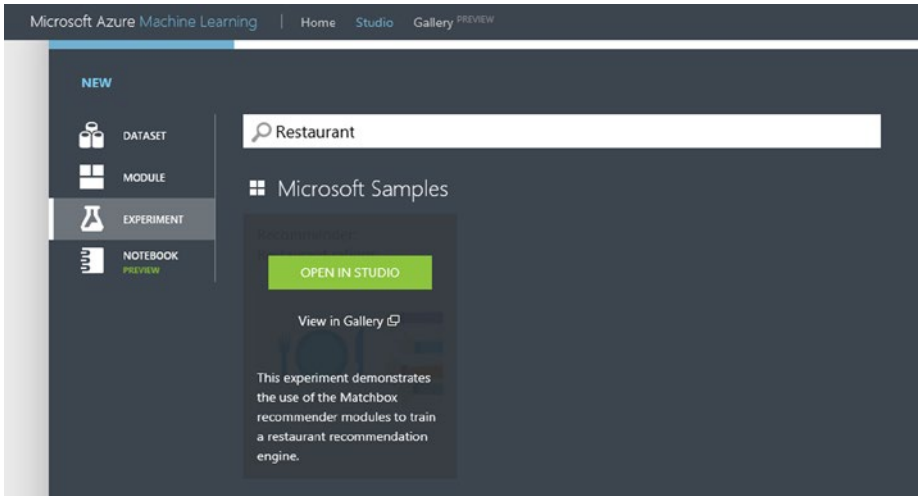 Microsoft Azure Machine Learning | Home Studio Gallery PREVIEW
NEW
DATASET
MODULE
EXPERIMENT
NOTEBOOK
PREVIEW
Restaurant
Microsoft Samples
OPEN IN STUDIO
View in Gallery
This experiment demonstrates
the use of the Matchbox
recommender modules to train
a restaurant recommendation
engine.